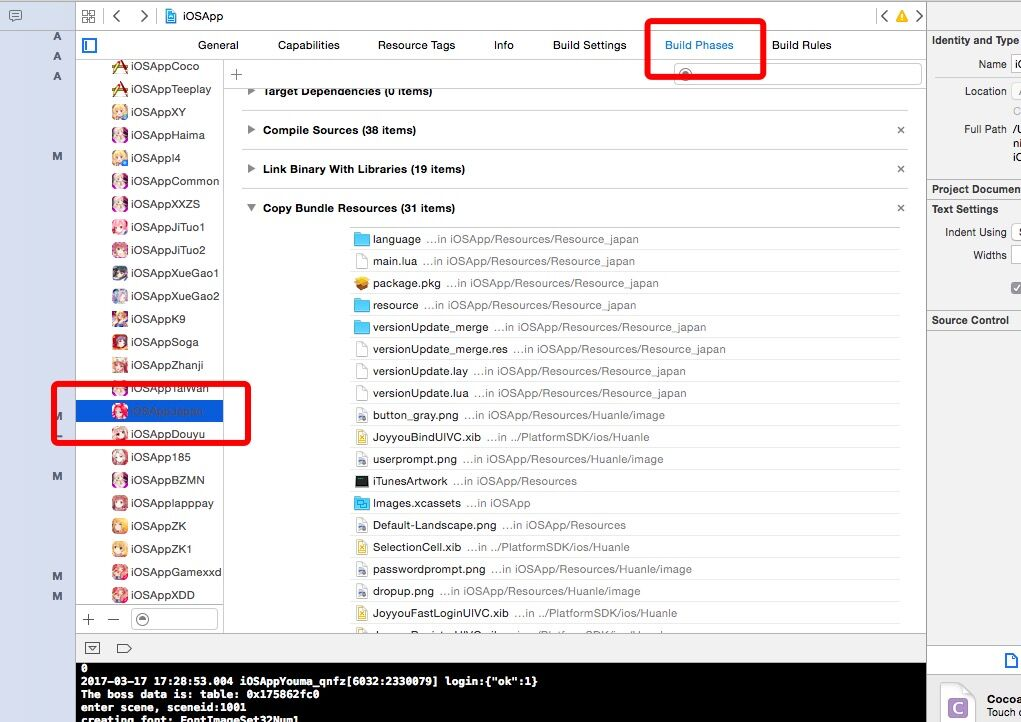 iOSApp
General Capabilities Resource Tags Info Build Settings Build Phases Build Rules
A
A
A
M
M
M
M
M
iOSAppCoco
iOSAppTeeplay
iOSAppXY
iOSAppHaima
iOSAppI4
iOSAppCommon
iOSAppXXZS
iOSAppJiTuo1
iOSAppJiTuo2
iOSAppXueGao1
iOSAppXueGao2
iOSAppK9
iOSAppSoga
iOSAppZhanji
iOSAppTaiWan
iOSAppJapan
iOSAppDouyu
iOSApp185
iOSAppBZMN
iOSAppIapppay
iOSAppZK
iOSAppZK1
iOSAppGamexxd
iOSAppXDD
Target Dependencies (0 items)
Compile Sources (38 items)
Link Binary With Libraries (19 items)
Copy Bundle Resources (31 items)
language ...in iOSApp/Resources/Resource_japan
main.lua ...in iOSApp/Resources/Resource_japan
package.pkg ...in iOSApp/Resources/Resource_japan
resource ...in iOSApp/Resources/Resource_japan
versionUpdate_merge ...in iOSApp/Resources/Resource_japan
versionUpdate_merge.res ...in iOSApp/Resources/Resource_japan
versionUpdate.lay ...in iOSApp/Resources/Resource_japan
versionUpdate.lua ...in iOSApp/Resources/Resource_japan
button_gray.png ...in iOSApp/Resources/Huanle/image
JoyyouBindUIVC.xib ...in ../PlatformSDK/ios/Huanle
userprompt.png ...in iOSApp/Resources/Huanle/image
iTunesArtwork ...in iOSApp/Resources
Images.xcassets ...in iOSApp
Default-Landscape.png ...in iOSApp/Resources
SelectionCell.xib ...in ../PlatformSDK/ios/Huanle
passwordprompt.png ...in iOSApp/Resources/Huanle/image
dropup.png ...in iOSApp/Resources/Huanle/image
JoyyouFastLoginUIVC.xib ...in ../PlatformSDK/ios/Huanle
Identity and Type
Name
Location
Full Path /U
Project Documen
Text Settings
Indent Using
Widths
Source Control
Cocoa
Touch
C
0
2017-03-17 17:28:53.004 iOSAppYouma_qnfz[6032:2330079] login:{"ok":1}
The boss data is: table: 0x175862fc0
enter scene, sceneid:1001
creating font: FontImageSet32Num1